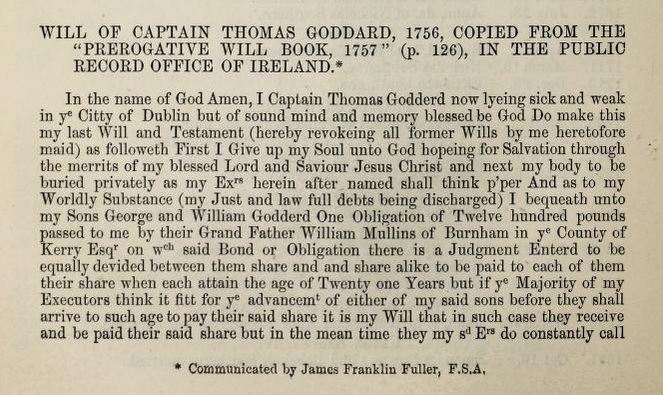 WILL OF CAPTAIN THOMAS GODDARD, 1756, COPIED FROM THE
"PREROGATIVE WILL BOOK, 1757" (p. 126), IN THE PUBLIC
RECORD OFFICE OF IRELAND.*
In the name of God Amen, I Captain Thomas Godderd now lyeing sick and weak
in yᵉ Citty of Dublin but of sound mind and memory blessed be God Do make this
my last Will and Testament (hereby revokeing all former Wills by me heretofore
maid) as followeth First I Give up my Soul unto God hopeing for Salvation through
the merrits of my blessed Lord and Saviour Jesus Christ and next my body to be
buried privately as my Exʳˢ herein after named shall think p'per And as to my
Worldly Substance (my Just and law full debts being discharged) I bequeath unto
my Sons George and William Godderd One Obligation of Twelve hundred pounds
passed to me by their Grand Father William Mullins of Burnham in yᵉ County of
Kerry Esqʳ on wᶜʰ said Bond or Obligation there is a Judgment Enterd to be
equally devided between them share and and share alike to be paid to each of them
their share when each attain the age of Twenty one Years but if yᵉ Majority of my
Executors think it fitt for yᵉ advancemᵗ of either of my said sons before they shall
arrive to such age to pay their said share it is my Will that in such case they receive
and be paid their said share but in the mean time they my sᵈ Eʳˢ do constantly call
* Communicated by James Franklin Fuller, F.S.A.